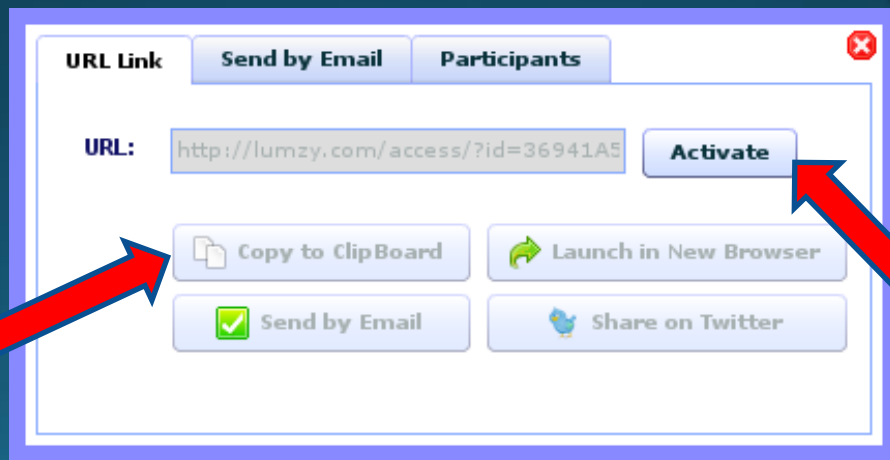 URL Link Send by Email Participants
URL: http://lumzy.com/access/?id=36941A5 Activate
Copy to ClipBoard Launch in New Browser
Send by Email Share on Twitter